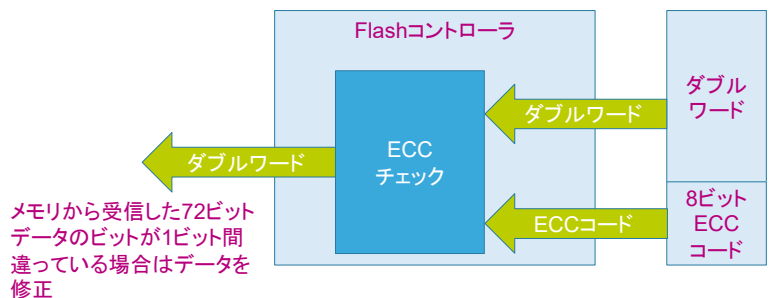 Flashコントローラ
ダブル
ワード
ダブルワード
ECC
チェック
ダブルワード
ECCコード
8ビット
ECC
コード
メモリから受信した72ビット
データのビットが1ビット間
違っている場合はデータを
修正